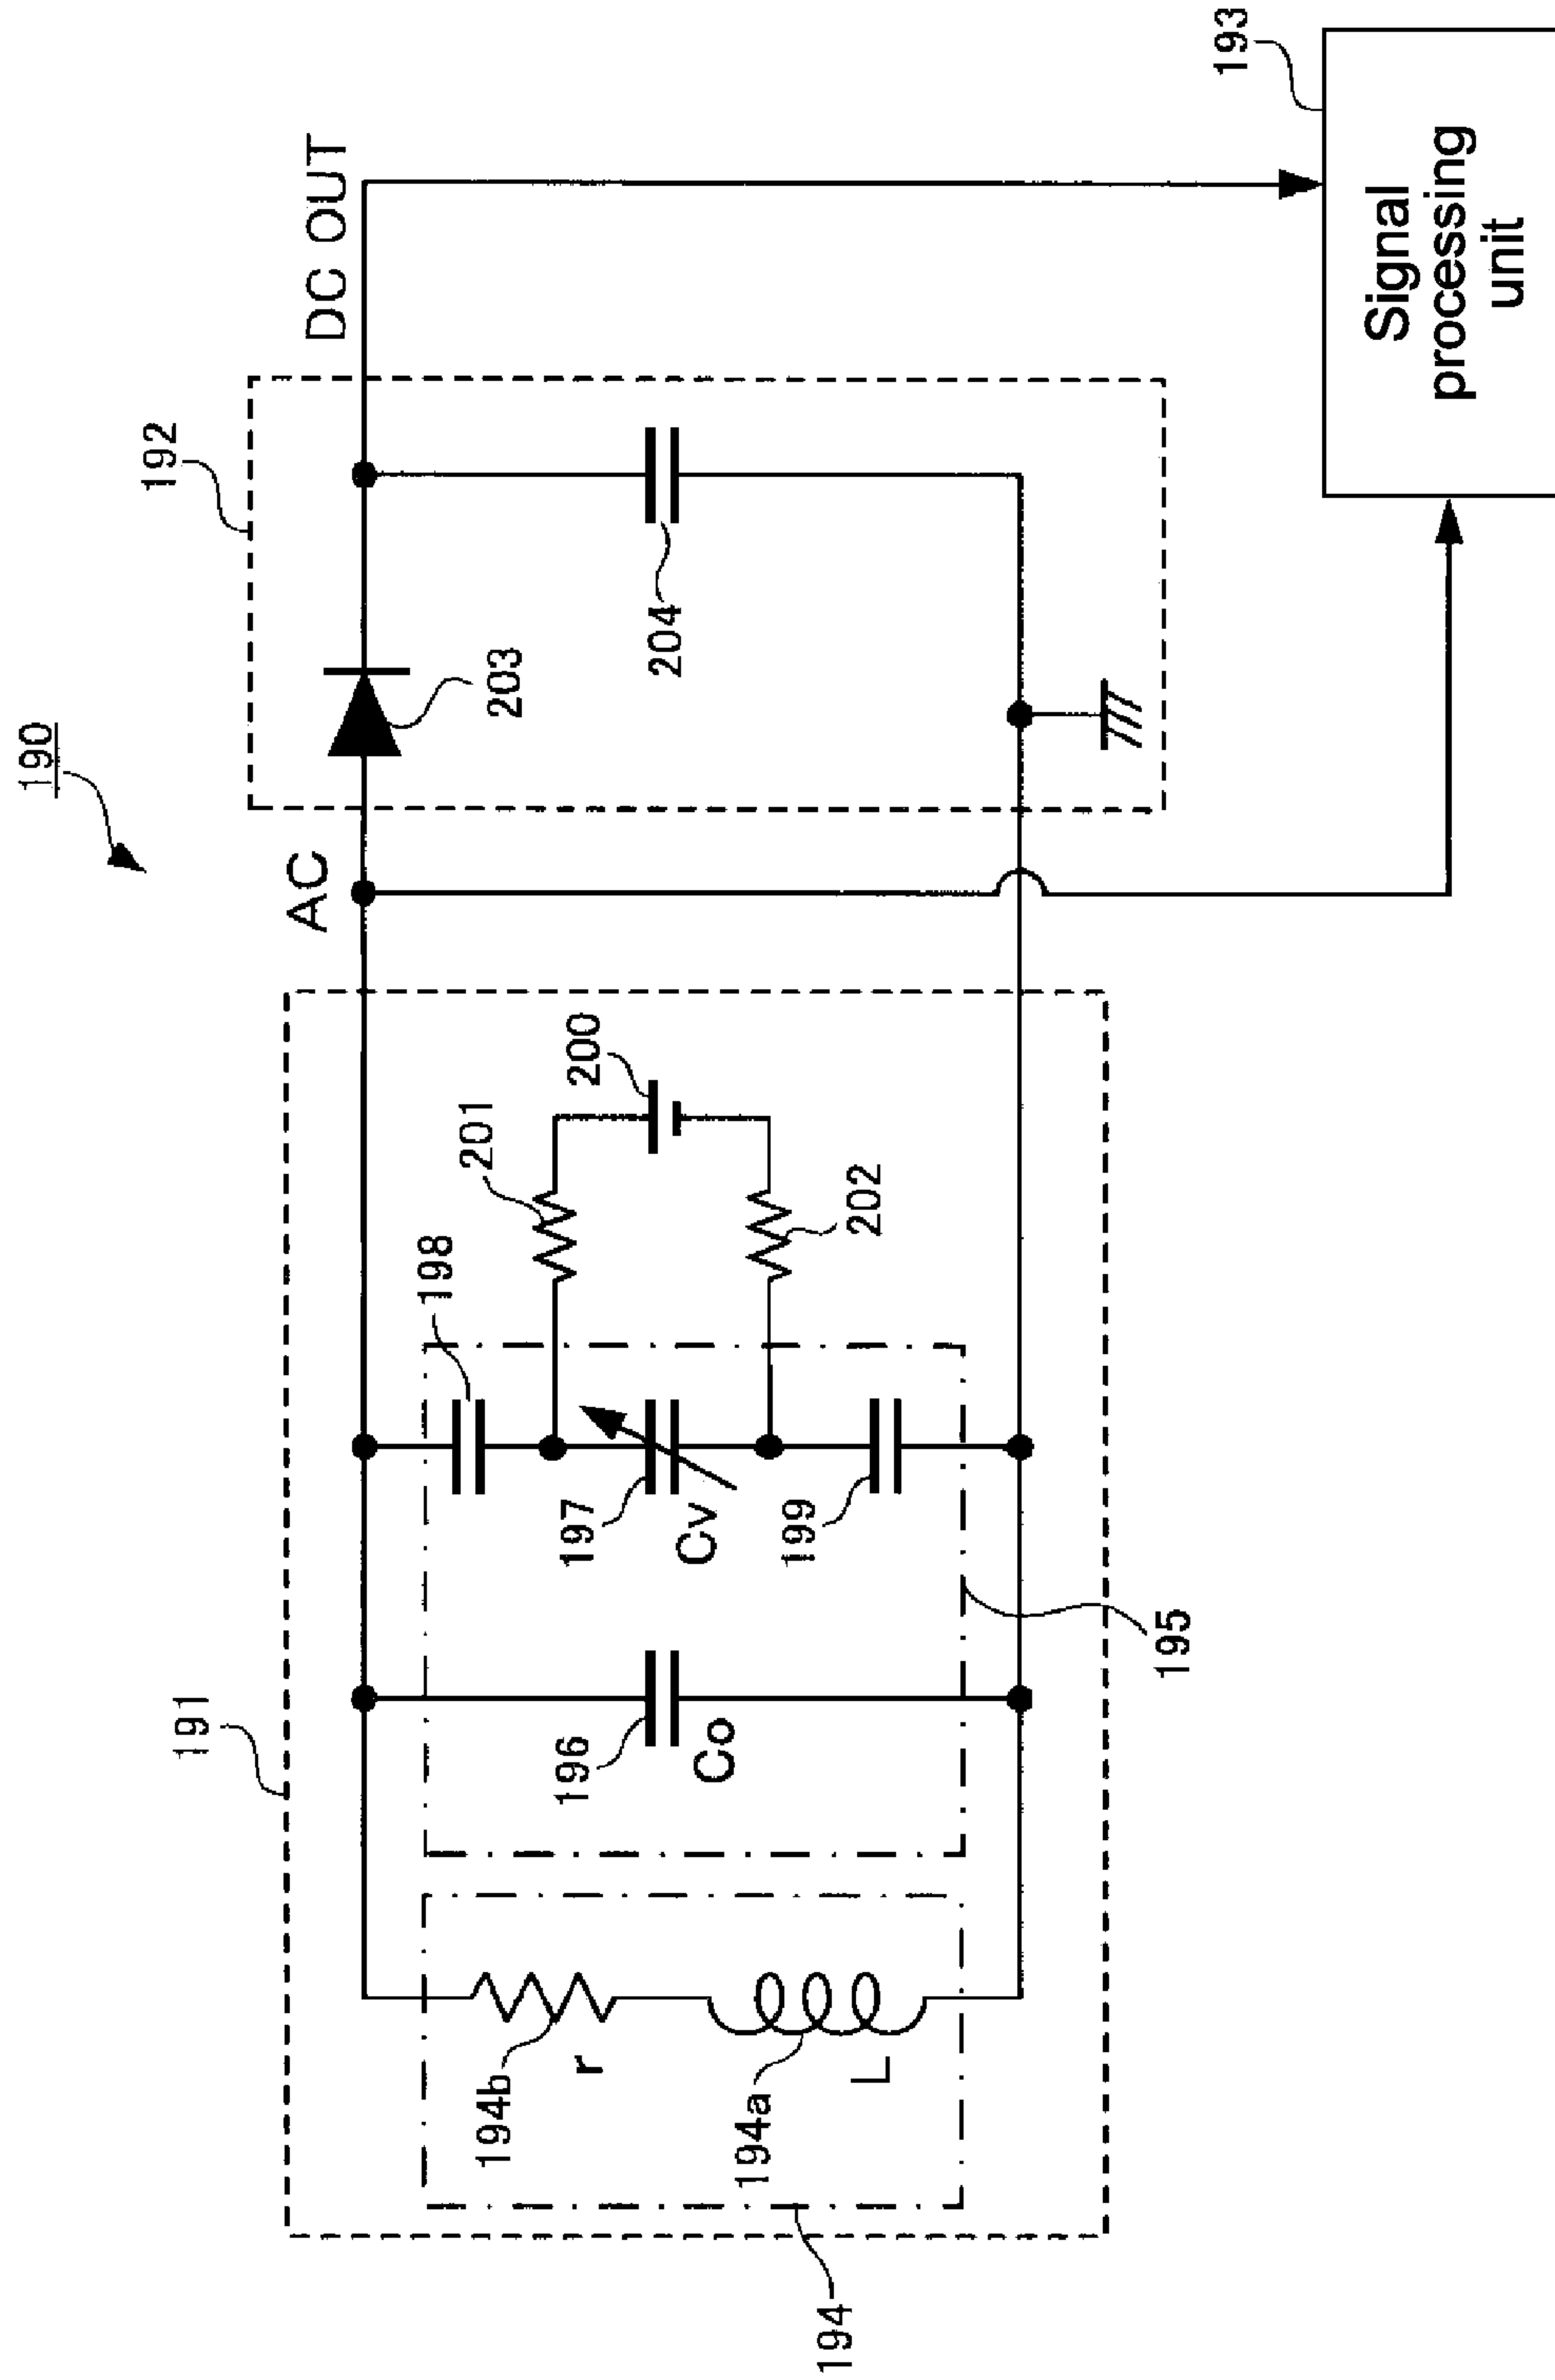 190
191
192
193
AC
DC OUT
198
201
200
197
Cv
202
199
196
Co
195
194b
r
194a
L
194
203
204
Signal
processing
unit